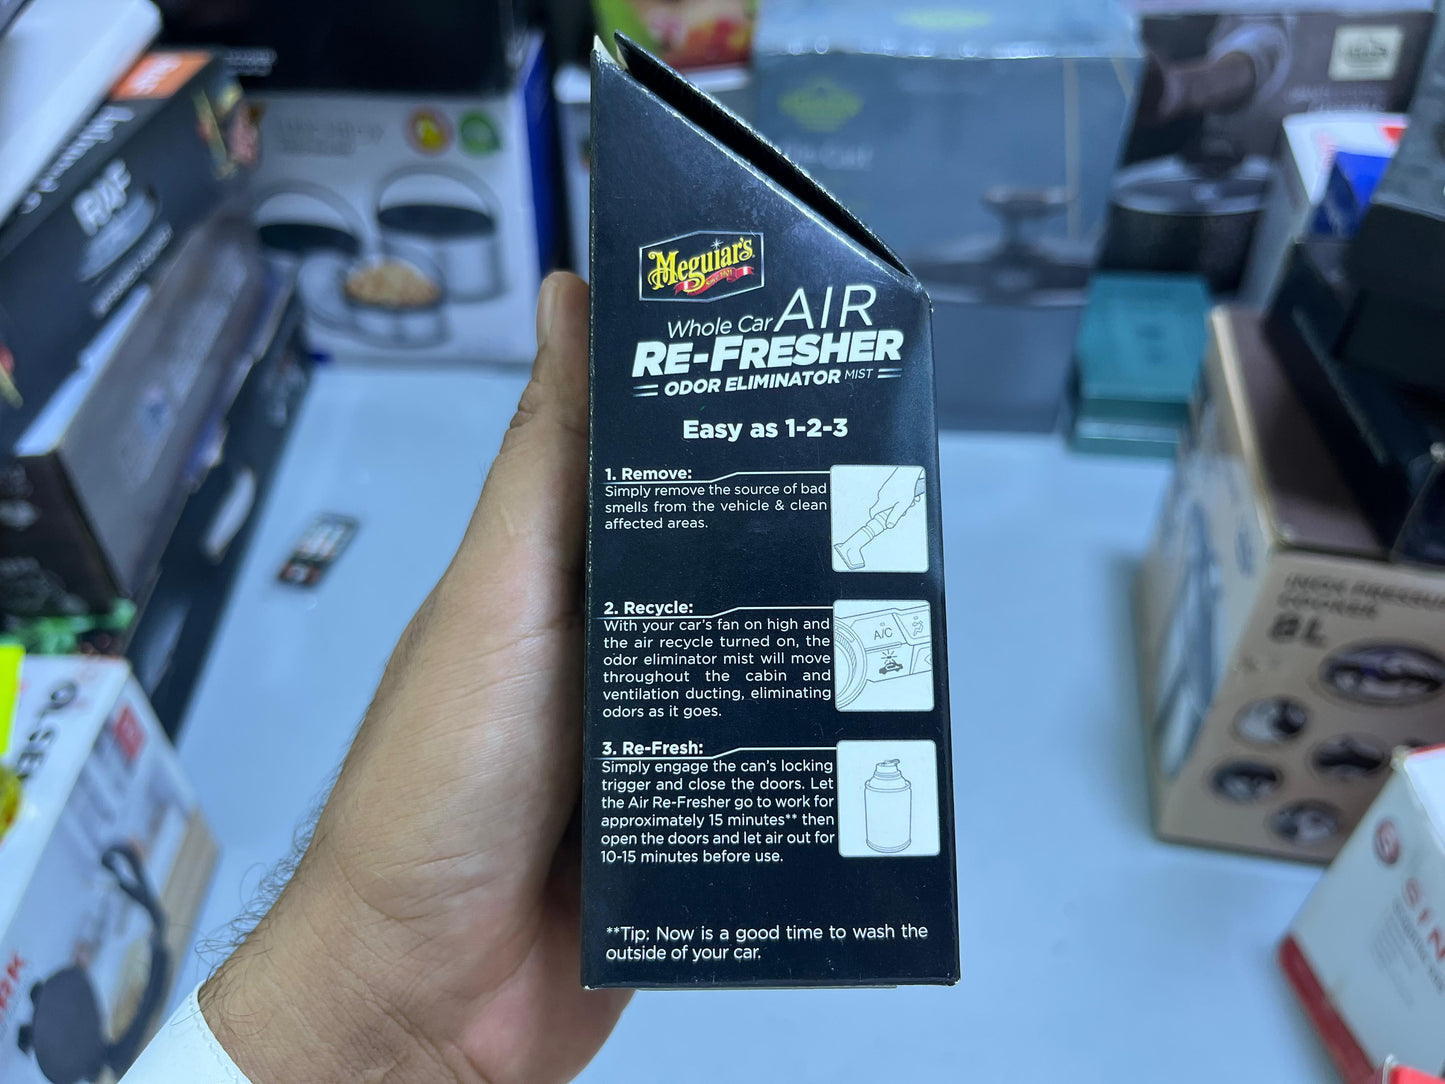 Meguiar's
Whole Car AIR
RE-FRESHER
ODOR ELIMINATOR MIST
Easy as 1-2-3
1. Remove:
Simply remove the source of bad
smells from the vehicle & clean
affected areas.
2. Recycle:
With your car's fan on high and
the air recycle turned on, the
odor eliminator mist will move
throughout the cabin and
ventilation ducting, eliminating
odors as it goes.
A/C
3. Re-Fresh:
Simply engage the can's locking
trigger and close the doors. Let
the Air Re-Fresher go to work for
approximately 15 minutes** then
open the doors and let air out for
10-15 minutes before use.
**Tip: Now is a good time to wash the
outside of your car.
RAF
INOX PRESSURE
COOKER
8L